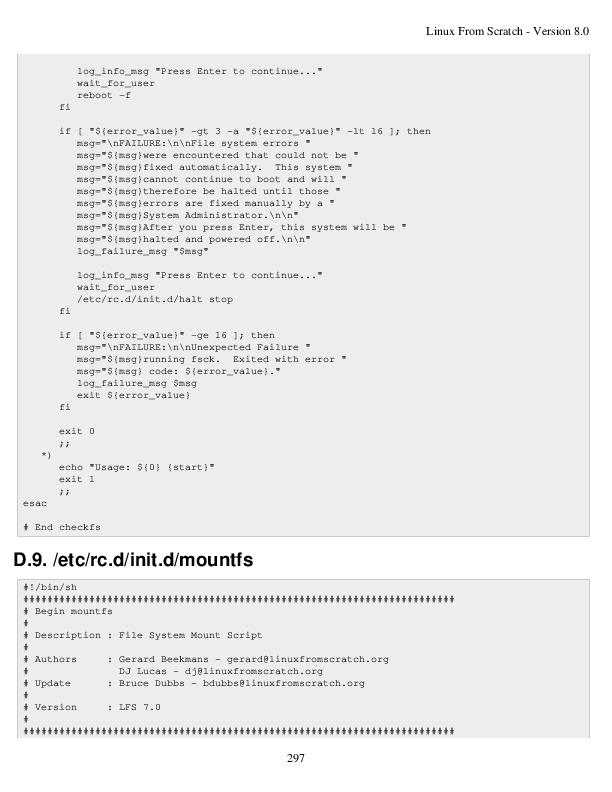 Linux From Scratch - Version 8.0
         log_info_msg "Press Enter to continue..."
         wait_for_user
         reboot -f
      fi

      if [ "${error_value}" -gt 3 -a "${error_value}" -lt 16 ]; then
         msg="\nFAILURE:\n\nFile system errors "
         msg="${msg}were encountered that could not be "
         msg="${msg}fixed automatically.  This system "
         msg="${msg}cannot continue to boot and will "
         msg="${msg}therefore be halted until those "
         msg="${msg}errors are fixed manually by a "
         msg="${msg}System Administrator.\n\n"
         msg="${msg}After you press Enter, this system will be "
         msg="${msg}halted and powered off.\n\n"
         log_failure_msg "$msg"

         log_info_msg "Press Enter to continue..."
         wait_for_user
         /etc/rc.d/init.d/halt stop
      fi

      if [ "${error_value}" -ge 16 ]; then
         msg="\nFAILURE:\n\nUnexpected Failure "
         msg="${msg}running fsck.  Exited with error "
         msg="${msg} code: ${error_value}."
         log_failure_msg $msg
         exit ${error_value}
      fi

      exit 0
      ;;
   *)
      echo "Usage: ${0} {start}"
      exit 1
      ;;
esac

# End checkfs
D.9. /etc/rc.d/init.d/mountfs
#!/bin/sh
########################################################################
# Begin mountfs
#
# Description : File System Mount Script
#
# Authors     : Gerard Beekmans - gerard@linuxfromscratch.org
#               DJ Lucas - dj@linuxfromscratch.org
# Update      : Bruce Dubbs - bdubbs@linuxfromscratch.org
#
# Version     : LFS 7.0
#
########################################################################
297